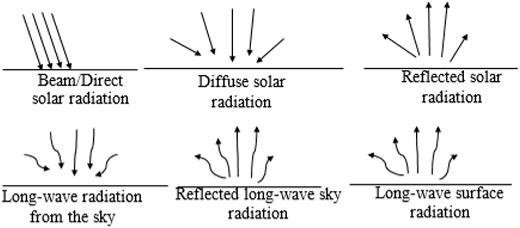 Beam/Direct
solar radiation
Diffuse solar
radiation
Reflected solar
radiation
Long-wave radiation
from the sky
Reflected long-wave sky
radiation
Long-wave surface
radiation